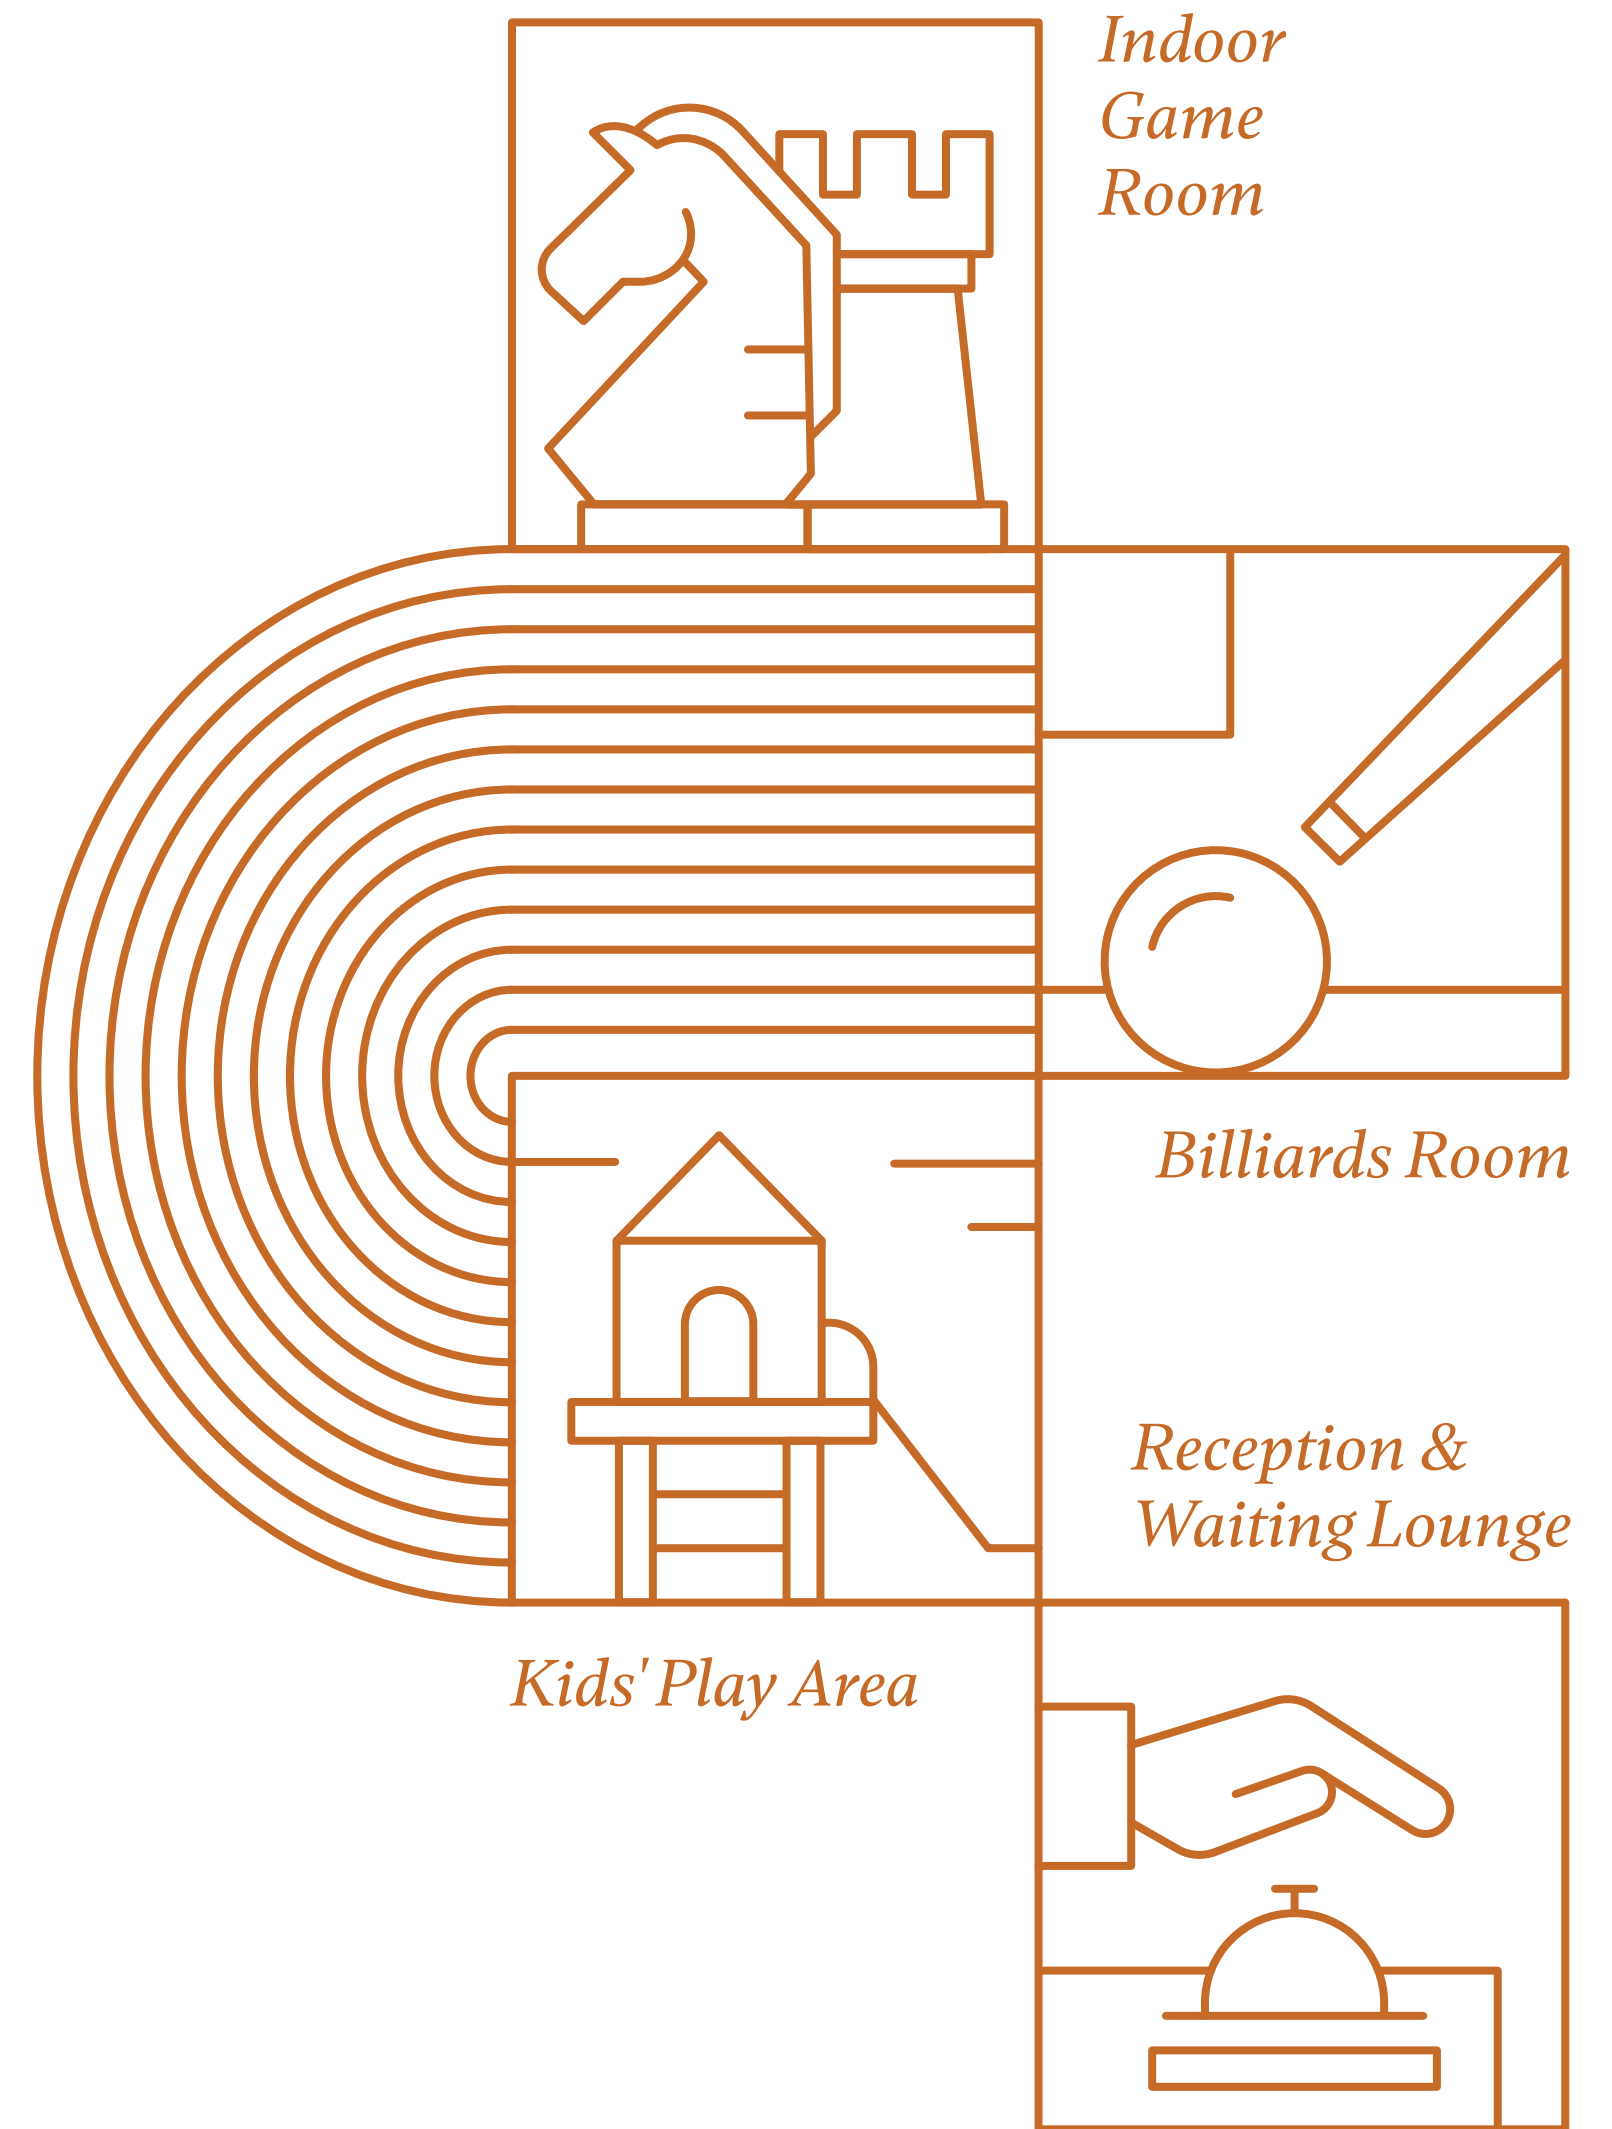 Indoor
Game
Room
Billiards Room
Reception &
Waiting Lounge
Kids' Play Area